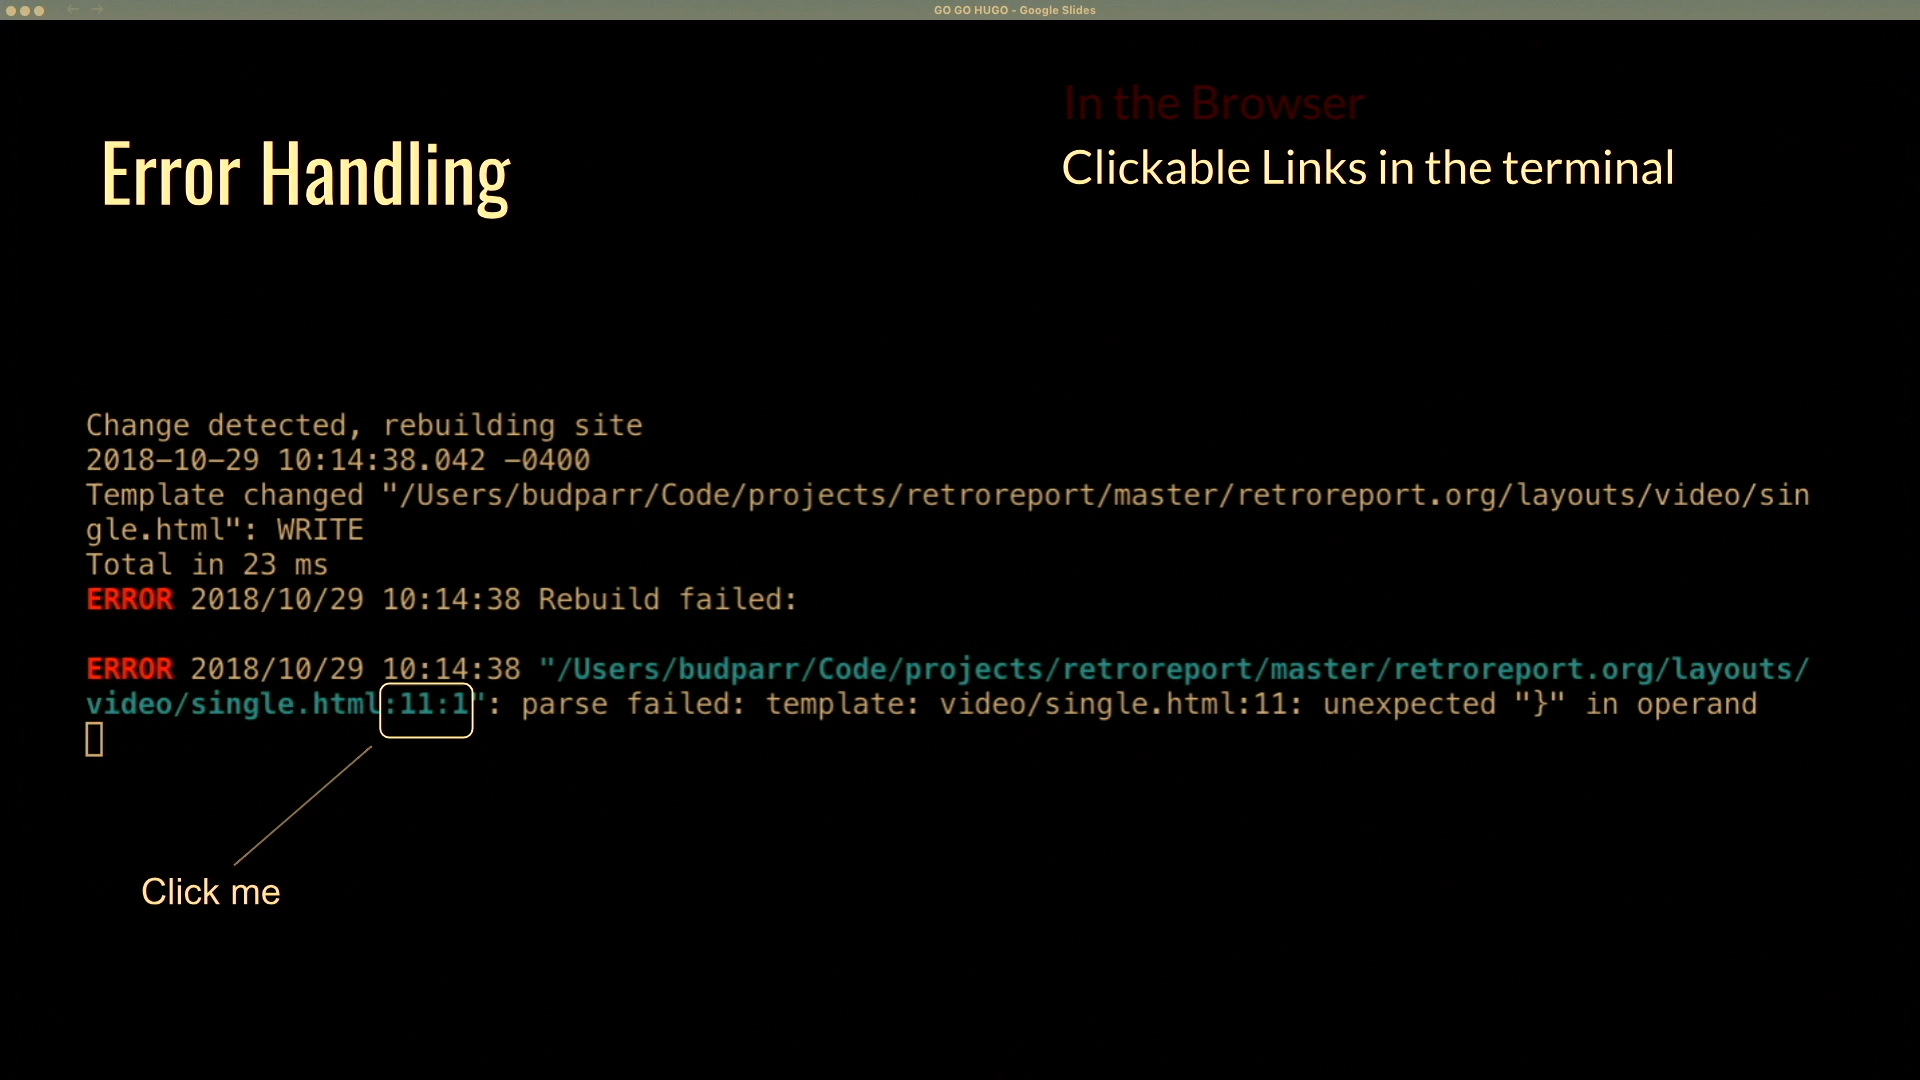 GO GO HUGO - Google Slides
In the Browser
Clickable Links in the terminal
Error Handling
Change detected, rebuilding site
2018-10-29 10:14:38.042 -0400
Template changed "/Users/budparr/Code/projects/retroreport/master/retroreport.org/layouts/video/sin
gle.html": WRITE
Total in 23 ms
ERROR 2018/10/29 10:14:38 Rebuild failed:
ERROR 2018/10/29 10:14:38 "/Users/budparr/Code/projects/retroreport/master/retroreport.org/layouts/
video/single.html:11:1": parse failed: template: video/single.html:11: unexpected "}" in operand
Click me